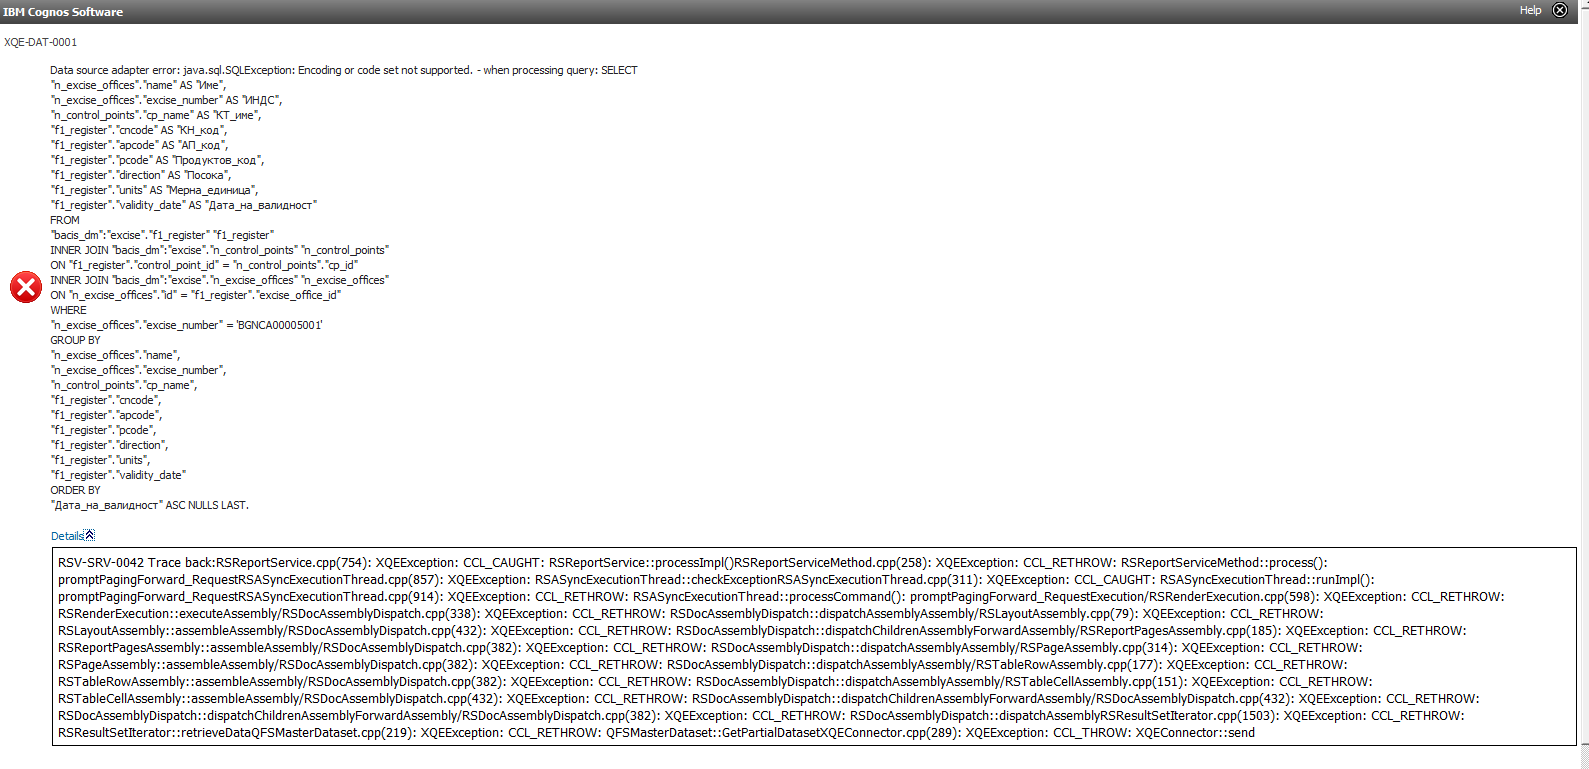 IBM Cognos Software
Help
XQE-DAT-0001
Data source adapter error: java.sql.SQLException: Encoding or code set not supported. - when processing query: SELECT
"n_excise_offices"."name" AS "Име",
"n_excise_offices"."excise_number" AS "ИНДС",
"n_control_points"."cp_name" AS "КТ_име",
"f1_register"."cncode" AS "КН_код",
"f1_register"."apcode" AS "АП_код",
"f1_register"."pcode" AS "Продуктов_код",
"f1_register"."direction" AS "Посока",
"f1_register"."units" AS "Мерна_единица",
"f1_register"."validity_date" AS "Дата_на_валидност"
FROM
"bacis_dm":"excise"."f1_register" "f1_register"
INNER JOIN "bacis_dm":"excise"."n_control_points" "n_control_points"
ON "f1_register"."control_point_id" = "n_control_points"."cp_id"
INNER JOIN "bacis_dm":"excise"."n_excise_offices" "n_excise_offices"
ON "n_excise_offices"."id" = "f1_register"."excise_office_id"
WHERE
"n_excise_offices"."excise_number" = 'BGNCA00005001'
GROUP BY
"n_excise_offices"."name",
"n_excise_offices"."excise_number",
"n_control_points"."cp_name",
"f1_register"."cncode",
"f1_register"."apcode",
"f1_register"."pcode",
"f1_register"."direction",
"f1_register"."units",
"f1_register"."validity_date"
ORDER BY
"Дата_на_валидност" ASC NULLS LAST.
Details
RSV-SRV-0042 Trace back:RSReportService.cpp(754): XQEException: CCL_CAUGHT: RSReportService::processImpl()RSReportServiceMethod.cpp(258): XQEException: CCL_RETHROW: RSReportServiceMethod::process():
promptPagingForward_RequestRSASyncExecutionThread.cpp(857): XQEException: RSASyncExecutionThread::checkExceptionRSASyncExecutionThread.cpp(311): XQEException: CCL_CAUGHT: RSASyncExecutionThread::runImpl():
promptPagingForward_RequestRSASyncExecutionThread.cpp(914): XQEException: CCL_RETHROW: RSASyncExecutionThread::processCommand(): promptPagingForward_RequestExecution/RSRenderExecution.cpp(598): XQEException: CCL_RETHROW:
RSRenderExecution::executeAssembly/RSDocAssemblyDispatch.cpp(338): XQEException: CCL_RETHROW: RSDocAssemblyDispatch::dispatchAssemblyAssembly/RSLayoutAssembly.cpp(79): XQEException: CCL_RETHROW:
RSLayoutAssembly::assembleAssembly/RSDocAssemblyDispatch.cpp(432): XQEException: CCL_RETHROW: RSDocAssemblyDispatch::dispatchChildrenAssemblyForwardAssembly/RSReportPagesAssembly.cpp(185): XQEException: CCL_RETHROW:
RSReportPagesAssembly::assembleAssembly/RSDocAssemblyDispatch.cpp(382): XQEException: CCL_RETHROW: RSDocAssemblyDispatch::dispatchAssemblyAssembly/RSPageAssembly.cpp(314): XQEException: CCL_RETHROW:
RSPageAssembly::assembleAssembly/RSDocAssemblyDispatch.cpp(382): XQEException: CCL_RETHROW: RSDocAssemblyDispatch::dispatchAssemblyAssembly/RSTableRowAssembly.cpp(177): XQEException: CCL_RETHROW:
RSTableRowAssembly::assembleAssembly/RSDocAssemblyDispatch.cpp(382): XQEException: CCL_RETHROW: RSDocAssemblyDispatch::dispatchAssemblyAssembly/RSTableCellAssembly.cpp(151): XQEException: CCL_RETHROW:
RSTableCellAssembly::assembleAssembly/RSDocAssemblyDispatch.cpp(432): XQEException: CCL_RETHROW: RSDocAssemblyDispatch::dispatchChildrenAssemblyForwardAssembly/RSDocAssemblyDispatch.cpp(432): XQEException: CCL_RETHROW:
RSDocAssemblyDispatch::dispatchChildrenAssemblyForwardAssembly/RSDocAssemblyDispatch.cpp(382): XQEException: CCL_RETHROW: RSDocAssemblyDispatch::dispatchAssemblyRSResultSetIterator.cpp(1503): XQEException: CCL_RETHROW:
RSResultSetIterator::retrieveDataQFSMasterDataset.cpp(219): XQEException: CCL_RETHROW: QFSMasterDataset::GetPartialDatasetXQEConnector.cpp(289): XQEException: CCL_THROW: XQEConnector::send